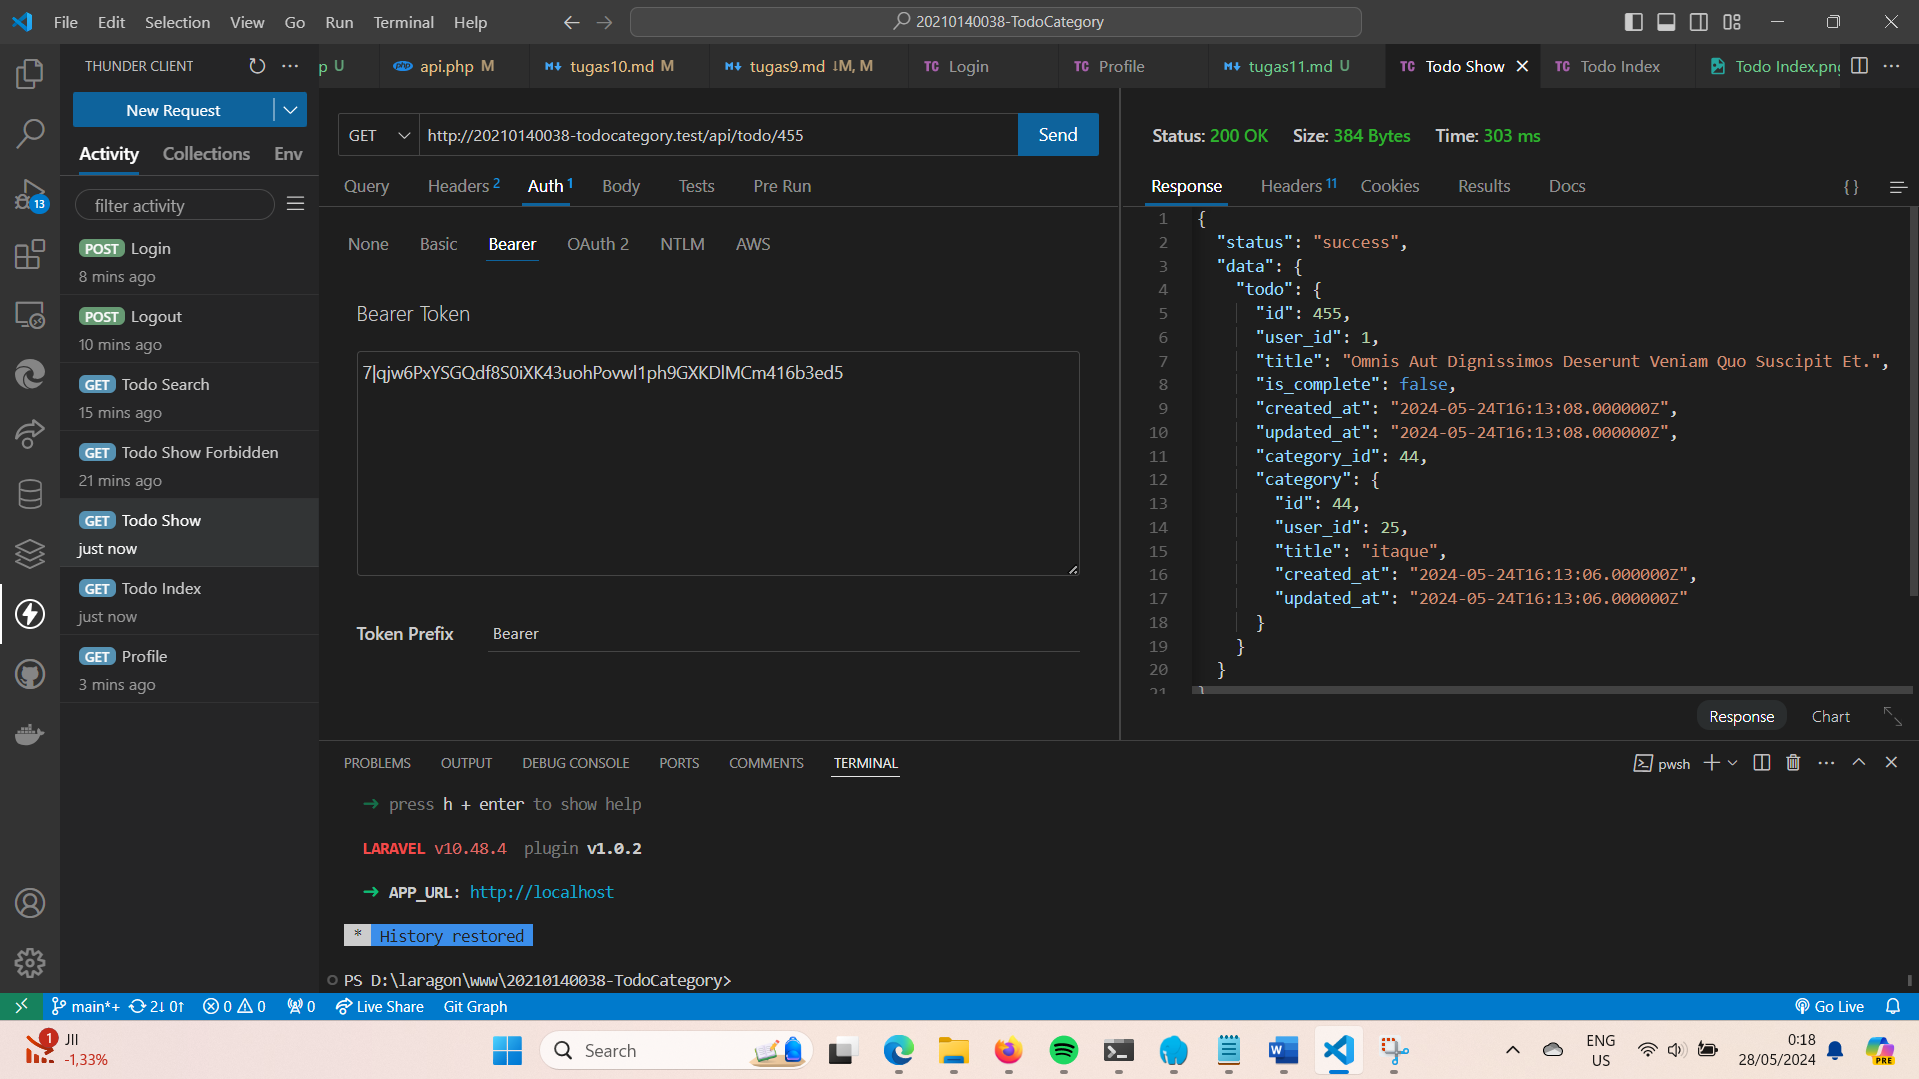 File Edit Selection View Go Run Terminal Help
20210140038-TodoCategory
THUNDER CLIENT
p U
api.php M
tugas10.md M
tugas9.md ↓M, M
TC Login
TC Profile
tugas11.md U
TC Todo Show
TC Todo Index
Todo Index.png
New Request
Activity Collections Env
filter activity
POST Login
8 mins ago
POST Logout
10 mins ago
GET Todo Search
15 mins ago
GET Todo Show Forbidden
21 mins ago
GET Todo Show
just now
GET Todo Index
just now
GET Profile
3 mins ago
13
GET http://20210140038-todocategory.test/api/todo/455 Send
Query Headers 2 Auth 1 Body Tests Pre Run
None Basic Bearer OAuth 2 NTLM AWS
Bearer Token
7|qjw6PxYSGQdf8S0iXK43uohPovwl1ph9GXKDlMCm416b3ed5
Token Prefix Bearer
Status: 200 OK Size: 384 Bytes Time: 303 ms
Response Headers 11 Cookies Results Docs {}
1 {
2 "status": "success",
3 "data": {
4 "todo": {
5 "id": 455,
6 "user_id": 1,
7 "title": "Omnis Aut Dignissimos Deserunt Veniam Quo Suscipit Et.",
8 "is_complete": false,
9 "created_at": "2024-05-24T16:13:08.000000Z",
10 "updated_at": "2024-05-24T16:13:08.000000Z",
11 "category_id": 44,
12 "category": {
13 "id": 44,
14 "user_id": 25,
15 "title": "itaque",
16 "created_at": "2024-05-24T16:13:06.000000Z",
17 "updated_at": "2024-05-24T16:13:06.000000Z"
18 }
19 }
20 }
21 }
Response Chart
PROBLEMS OUTPUT DEBUG CONSOLE PORTS COMMENTS TERMINAL
pwsh
→ press h + enter to show help
LARAVEL v10.48.4 plugin v1.0.2
→ APP_URL: http://localhost
* History restored
PS D:\laragon\www\20210140038-TodoCategory>
main*+ 2↓ 0↑ 0 0 0 Live Share Git Graph
Go Live
1 JII
-1,33%
Search
PRE
ENG
US
0:18
28/05/2024